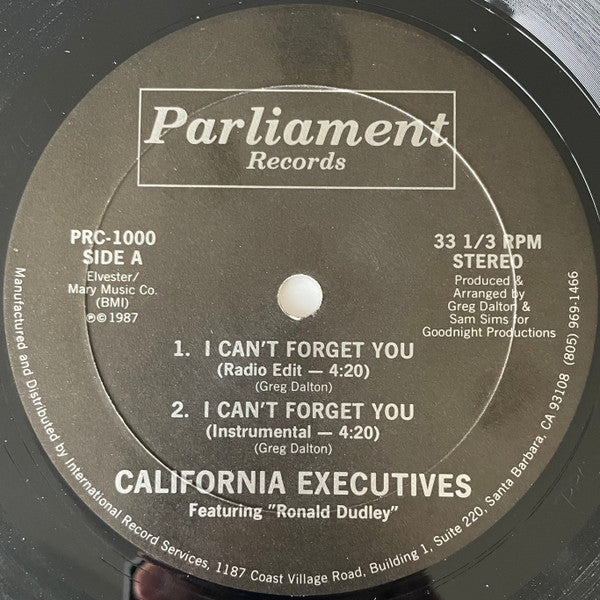 Parliament
Records
PRC-1000
SIDE A
Elvester/
Mary Music Co.
(BMI)
℗© 1987
33 1/3 RPM
STEREO
Produced &
Arranged by
Greg Dalton &
Sam Sims for
Goodnight Productions
1. I CAN'T FORGET YOU
(Radio Edit — 4:20)
(Greg Dalton)
2. I CAN'T FORGET YOU
(Instrumental — 4:20)
(Greg Dalton)
CALIFORNIA EXECUTIVES
Featuring "Ronald Dudley"
Manufactured and Distributed by International Record Services, 1187 Coast Village Road, Building 1, Suite 220, Santa Barbara, CA 93108 (805) 969-1466